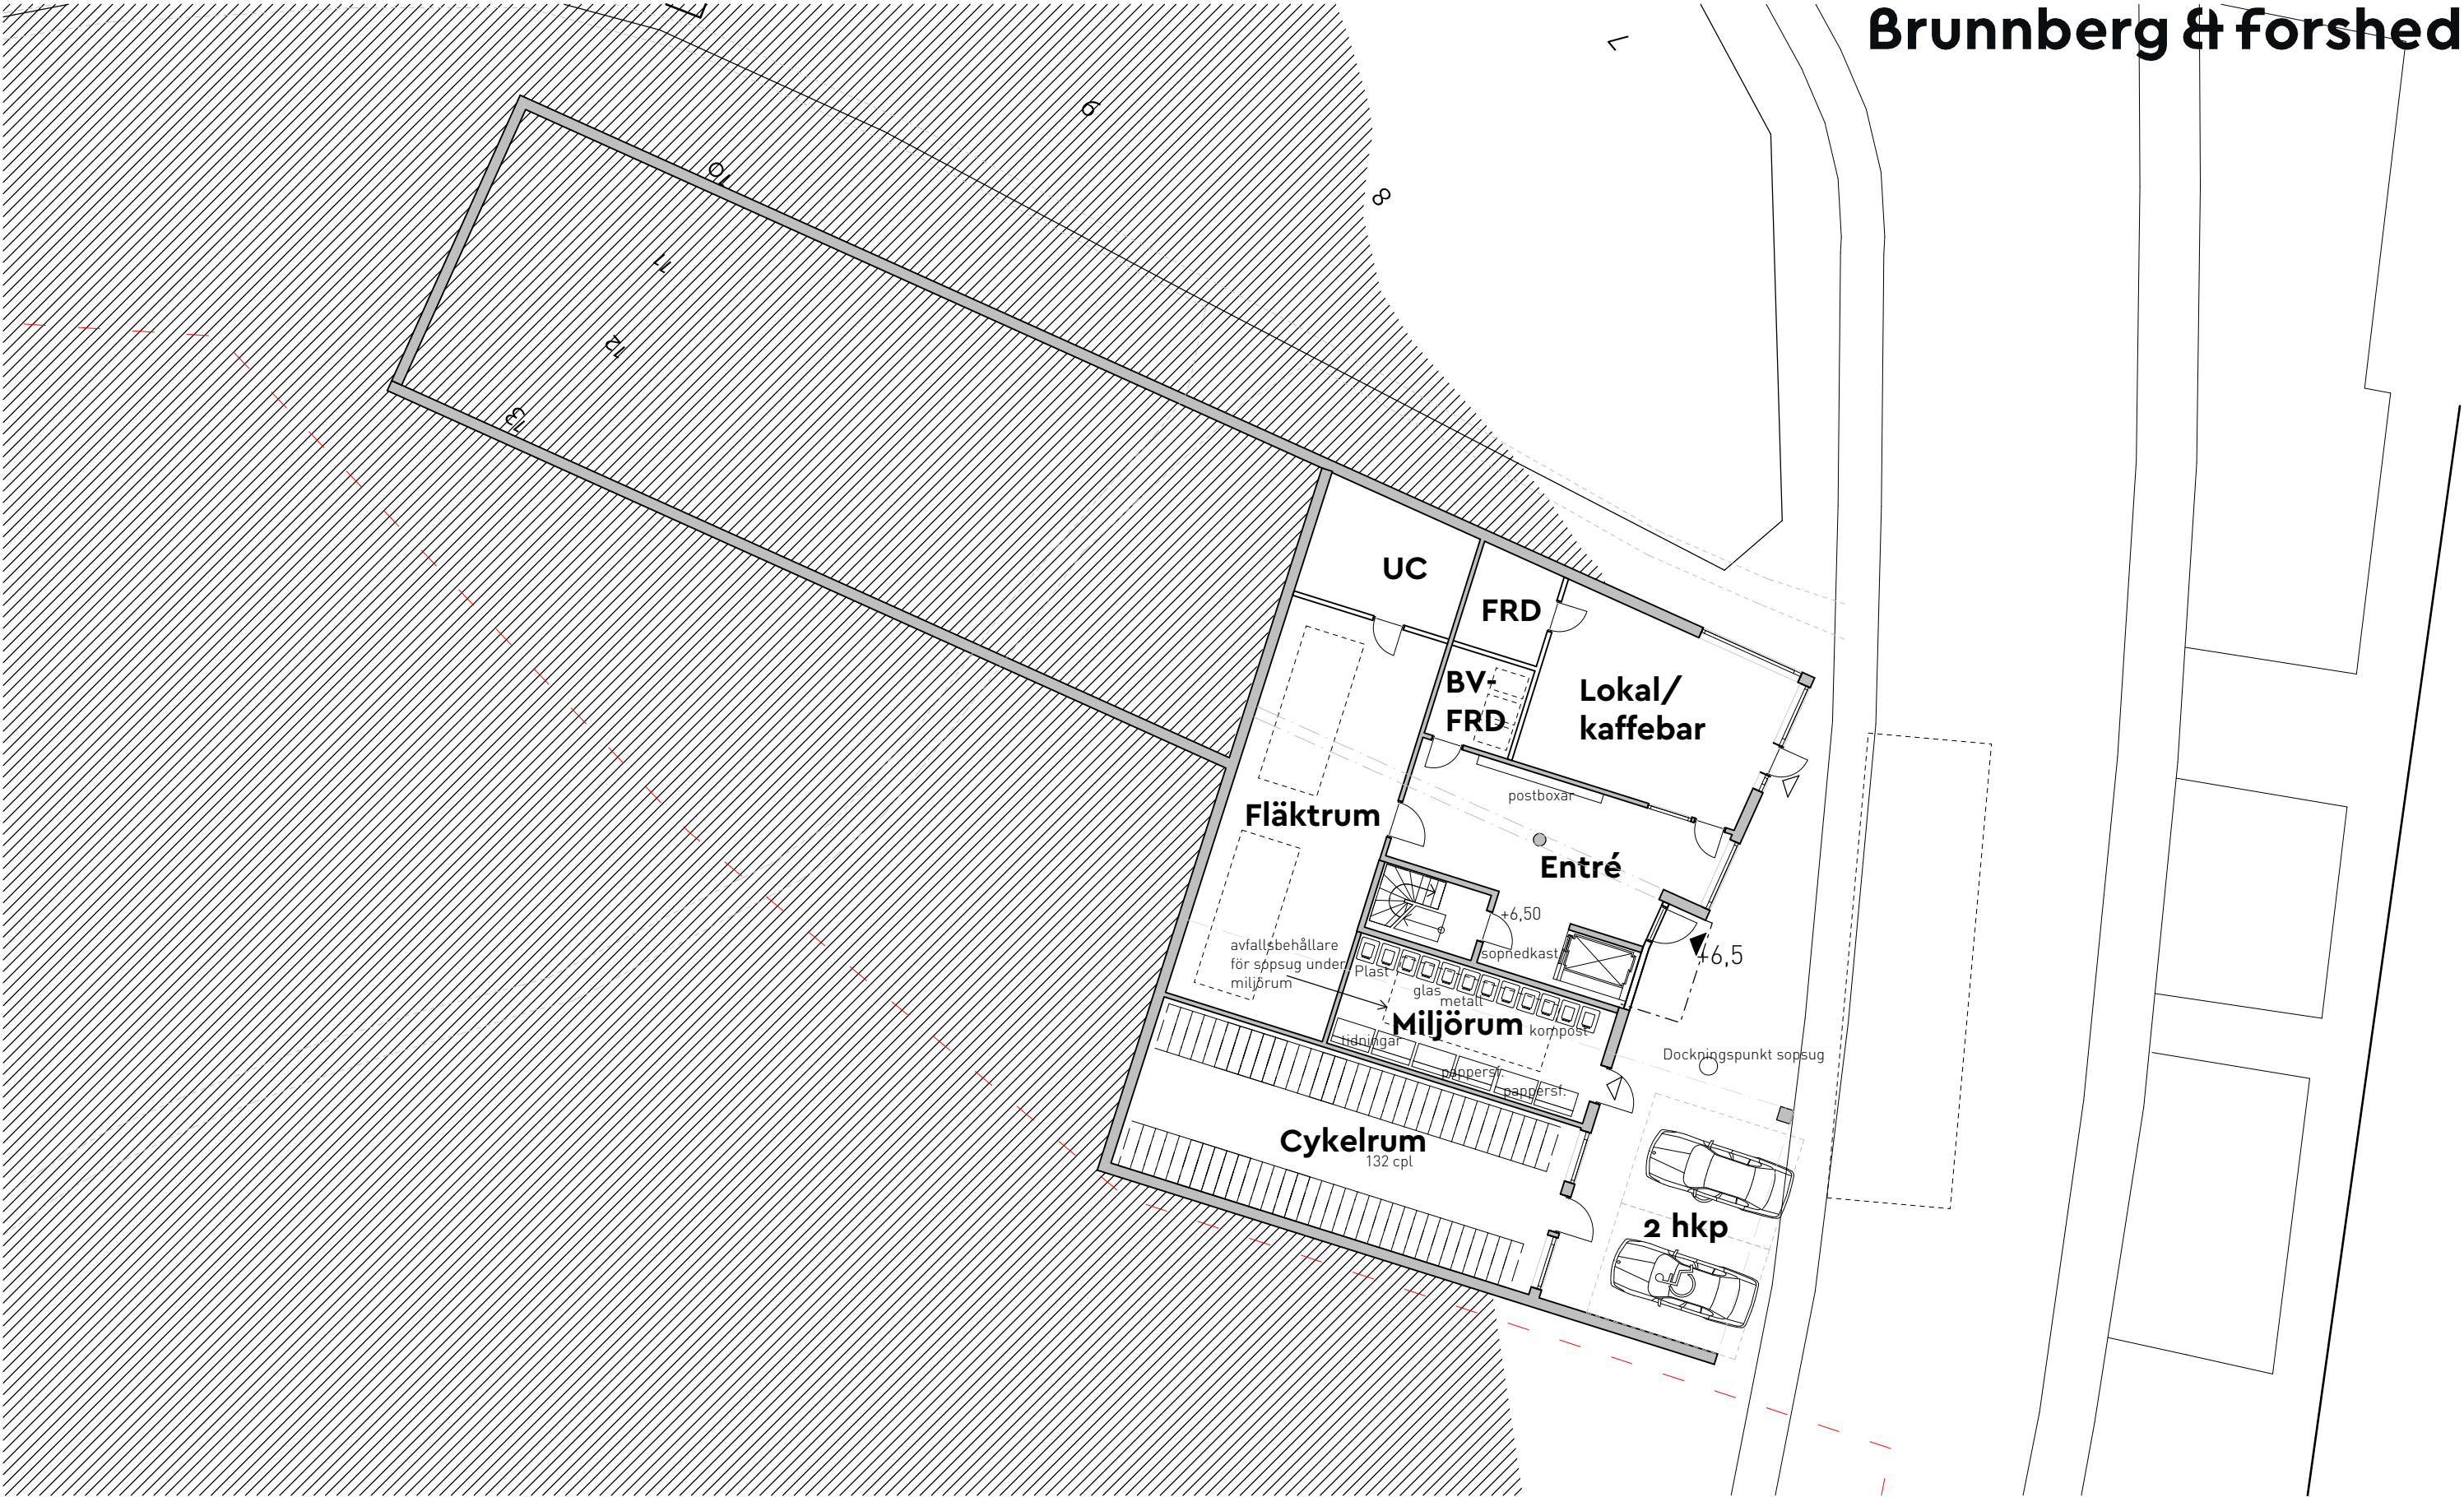 Brunnberg & forshed
7
9
8
10
11
12
13
UC
FRD
BV-
FRD
Lokal/
kaffebar
postboxar
Fläktrum
Entré
+6,50
+6,5
sopnedkast
avfallsbehållare
för sopsug under
miljörum
Plast
glas
metall
Miljörum
kompost
tidningar
pappersf.
pappersf.
Dockningspunkt sopsug
Cykelrum
132 cpl
2 hkp